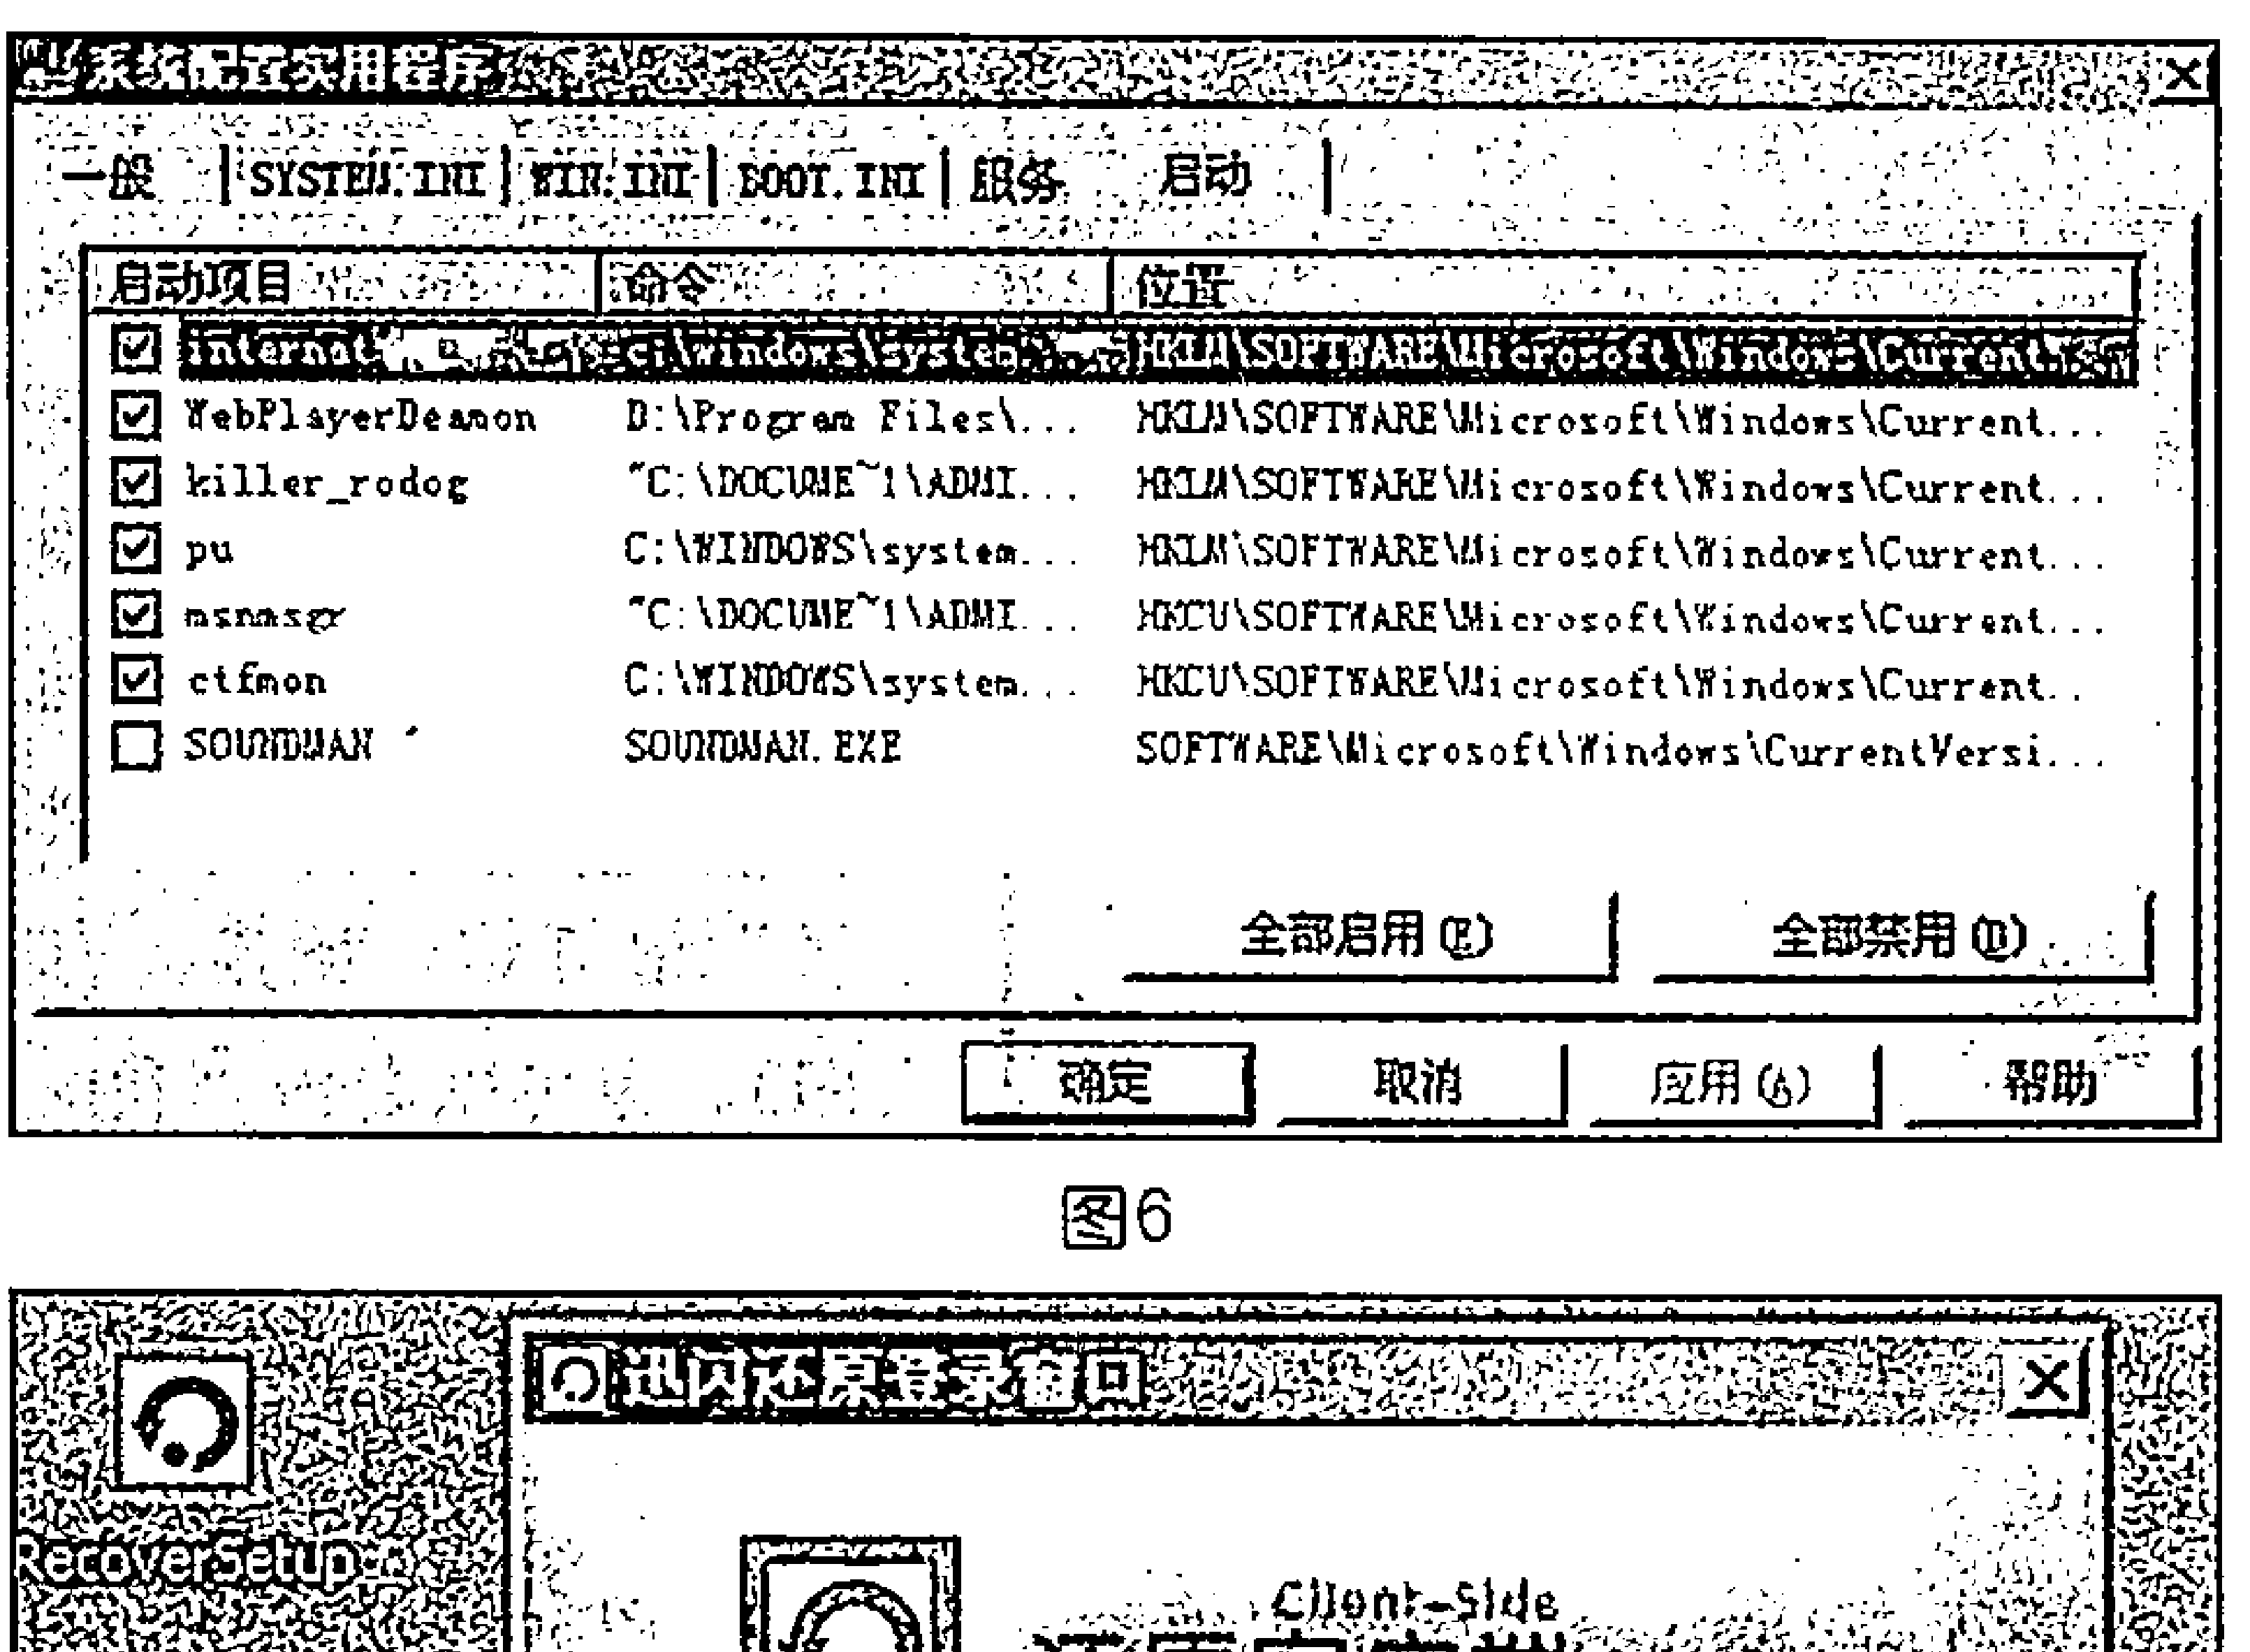 系统配置实用程序
一般 SYSTEM.INI WIN.INI BOOT.INI 服务 启动
启动项目 命令 位置
internat c:\windows\system HKLM\SOFTWARE\Microsoft\Windows\Current
WebPlayerDeamon D:\Program Files\... HKLM\SOFTWARE\Microsoft\Windows\Current...
killer_rodog "C:\DOCUME~1\ADMI... HKLM\SOFTWARE\Microsoft\Windows\Current...
pu C:\WINDOWS\system... HKLM\SOFTWARE\Microsoft\Windows\Current...
msnmsgr "C:\DOCUME~1\ADMI... HKCU\SOFTWARE\Microsoft\Windows\Current...
ctfmon C:\WINDOWS\system... HKCU\SOFTWARE\Microsoft\Windows\Current..
SOUNDMAN SOUNDMAN.EXE SOFTWARE\Microsoft\Windows\CurrentVersi...
全部启用(E) 全部禁用(D)
确定 取消 应用(A) 帮助
图6
迅闪还原登录窗口
RecoverSetup
Client-Side